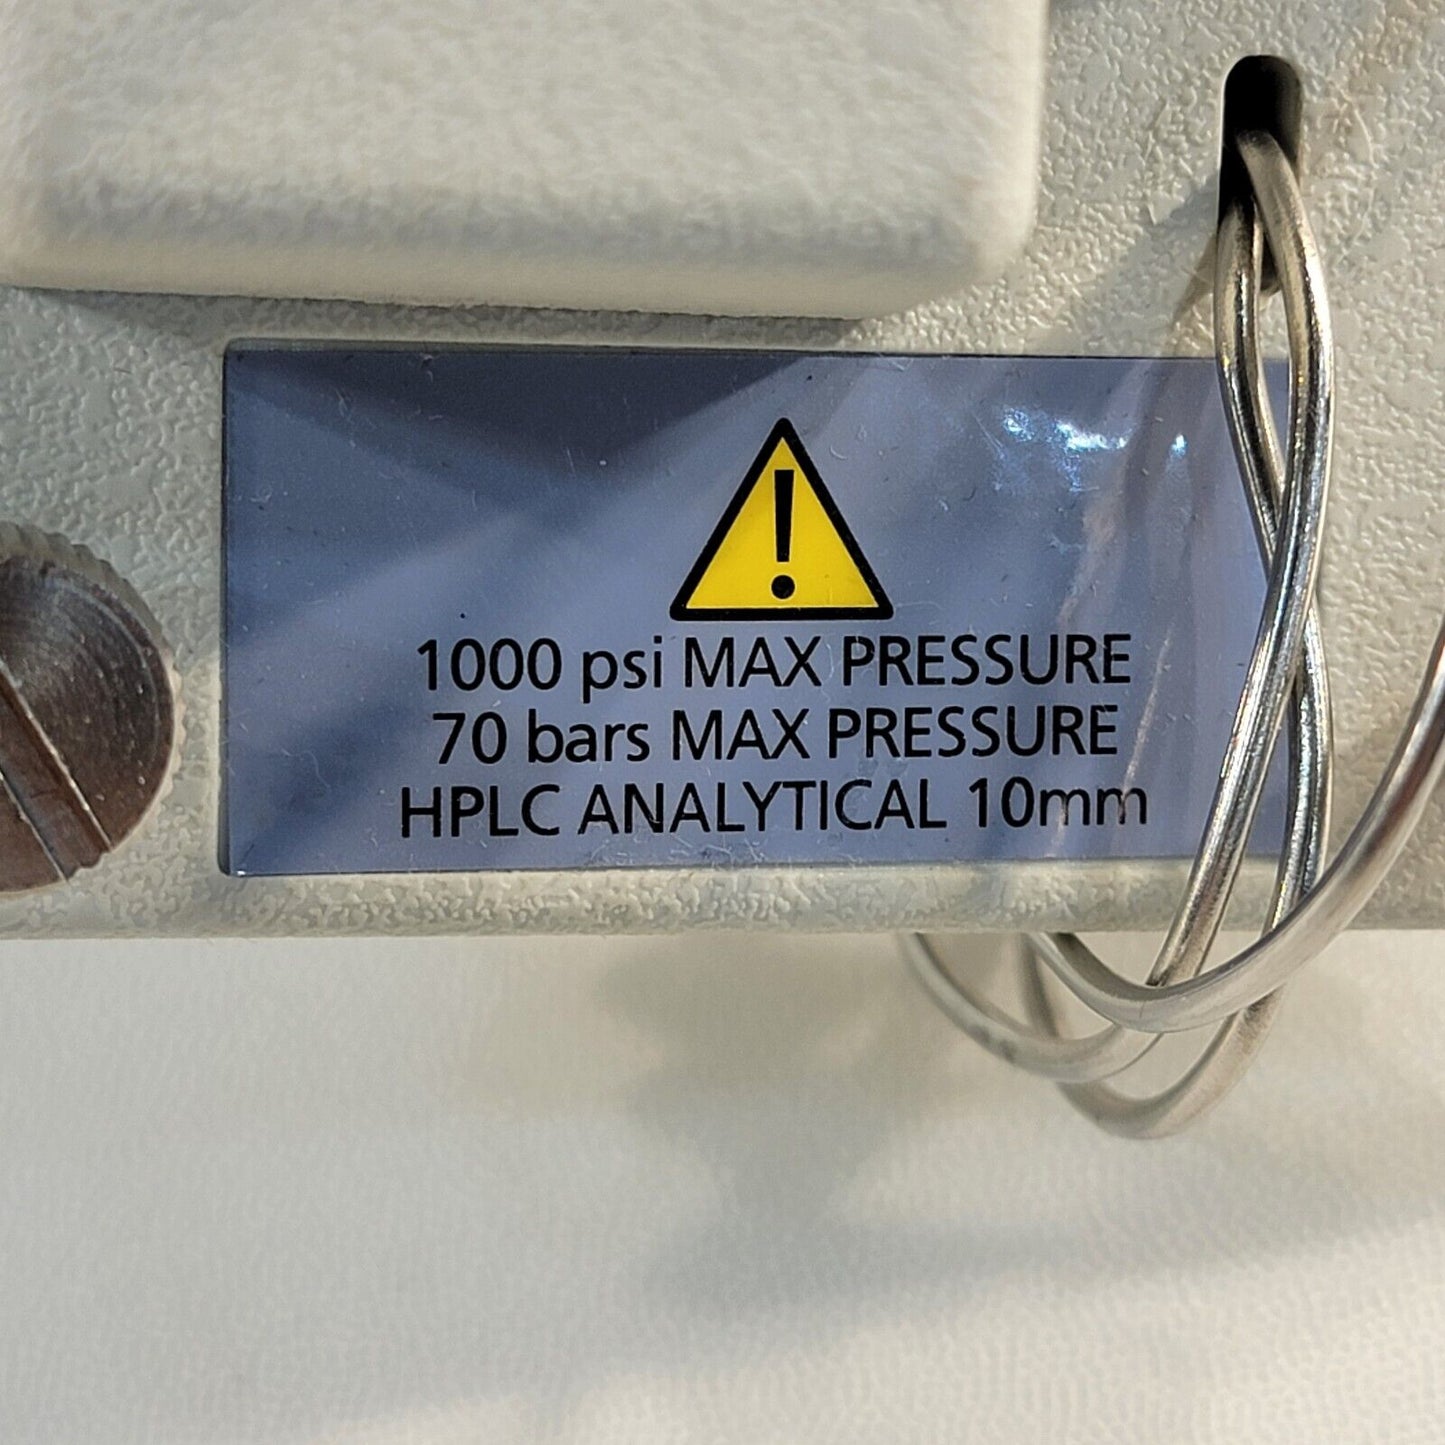 1000 psi MAX PRESSURE
70 bars MAX PRESSURE
HPLC ANALYTICAL 10mm